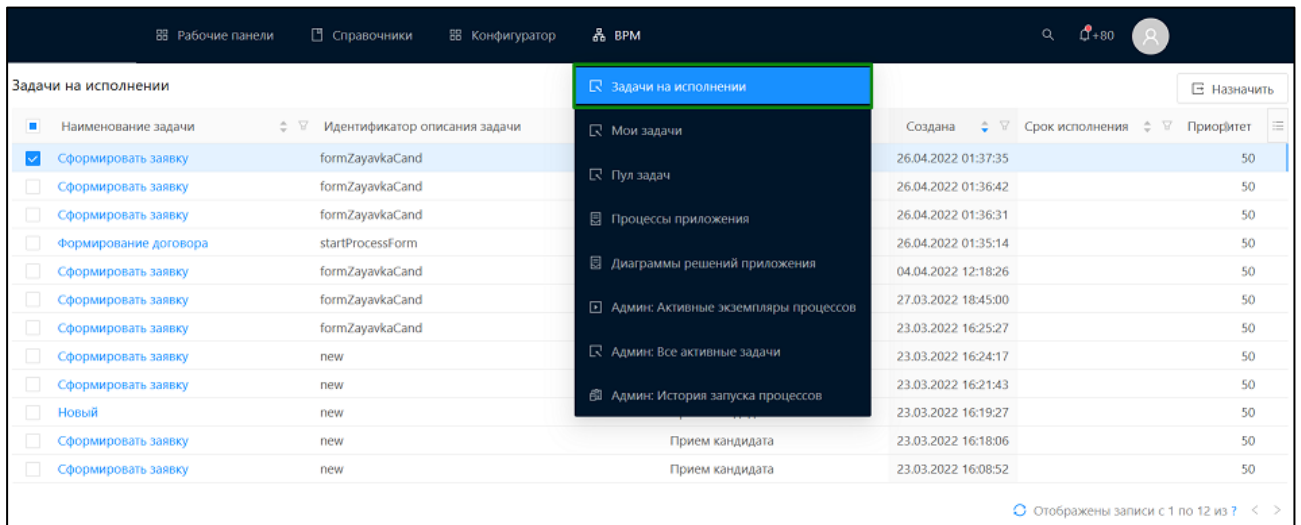 Рабочие панели Справочники Конфигуратор BPM +80
Задачи на исполнении Задачи на исполнении Назначить
Наименование задачи Идентификатор описания задачи Мои задачи Создана Срок исполнения Приоритет
Сформировать заявку formZayavkaCand 26.04.2022 01:37:35 50
Пул задач
Сформировать заявку formZayavkaCand 26.04.2022 01:36:42 50
Сформировать заявку formZayavkaCand Процессы приложения 26.04.2022 01:36:31 50
Формирование договора startProcessForm 26.04.2022 01:35:14 50
Диаграммы решений приложения
Сформировать заявку formZayavkaCand 04.04.2022 12:18:26 50
Сформировать заявку formZayavkaCand Админ: Активные экземпляры процессов 27.03.2022 18:45:00 50
Сформировать заявку formZayavkaCand 23.03.2022 16:25:27 50
Сформировать заявку new Админ: Все активные задачи 23.03.2022 16:24:17 50
Сформировать заявку new 23.03.2022 16:21:43 50
Админ: История запуска процессов
Новый new 23.03.2022 16:19:27 50
Сформировать заявку new Прием кандидата 23.03.2022 16:18:06 50
Сформировать заявку new Прием кандидата 23.03.2022 16:08:52 50
Отображены записи с 1 по 12 из ? < >